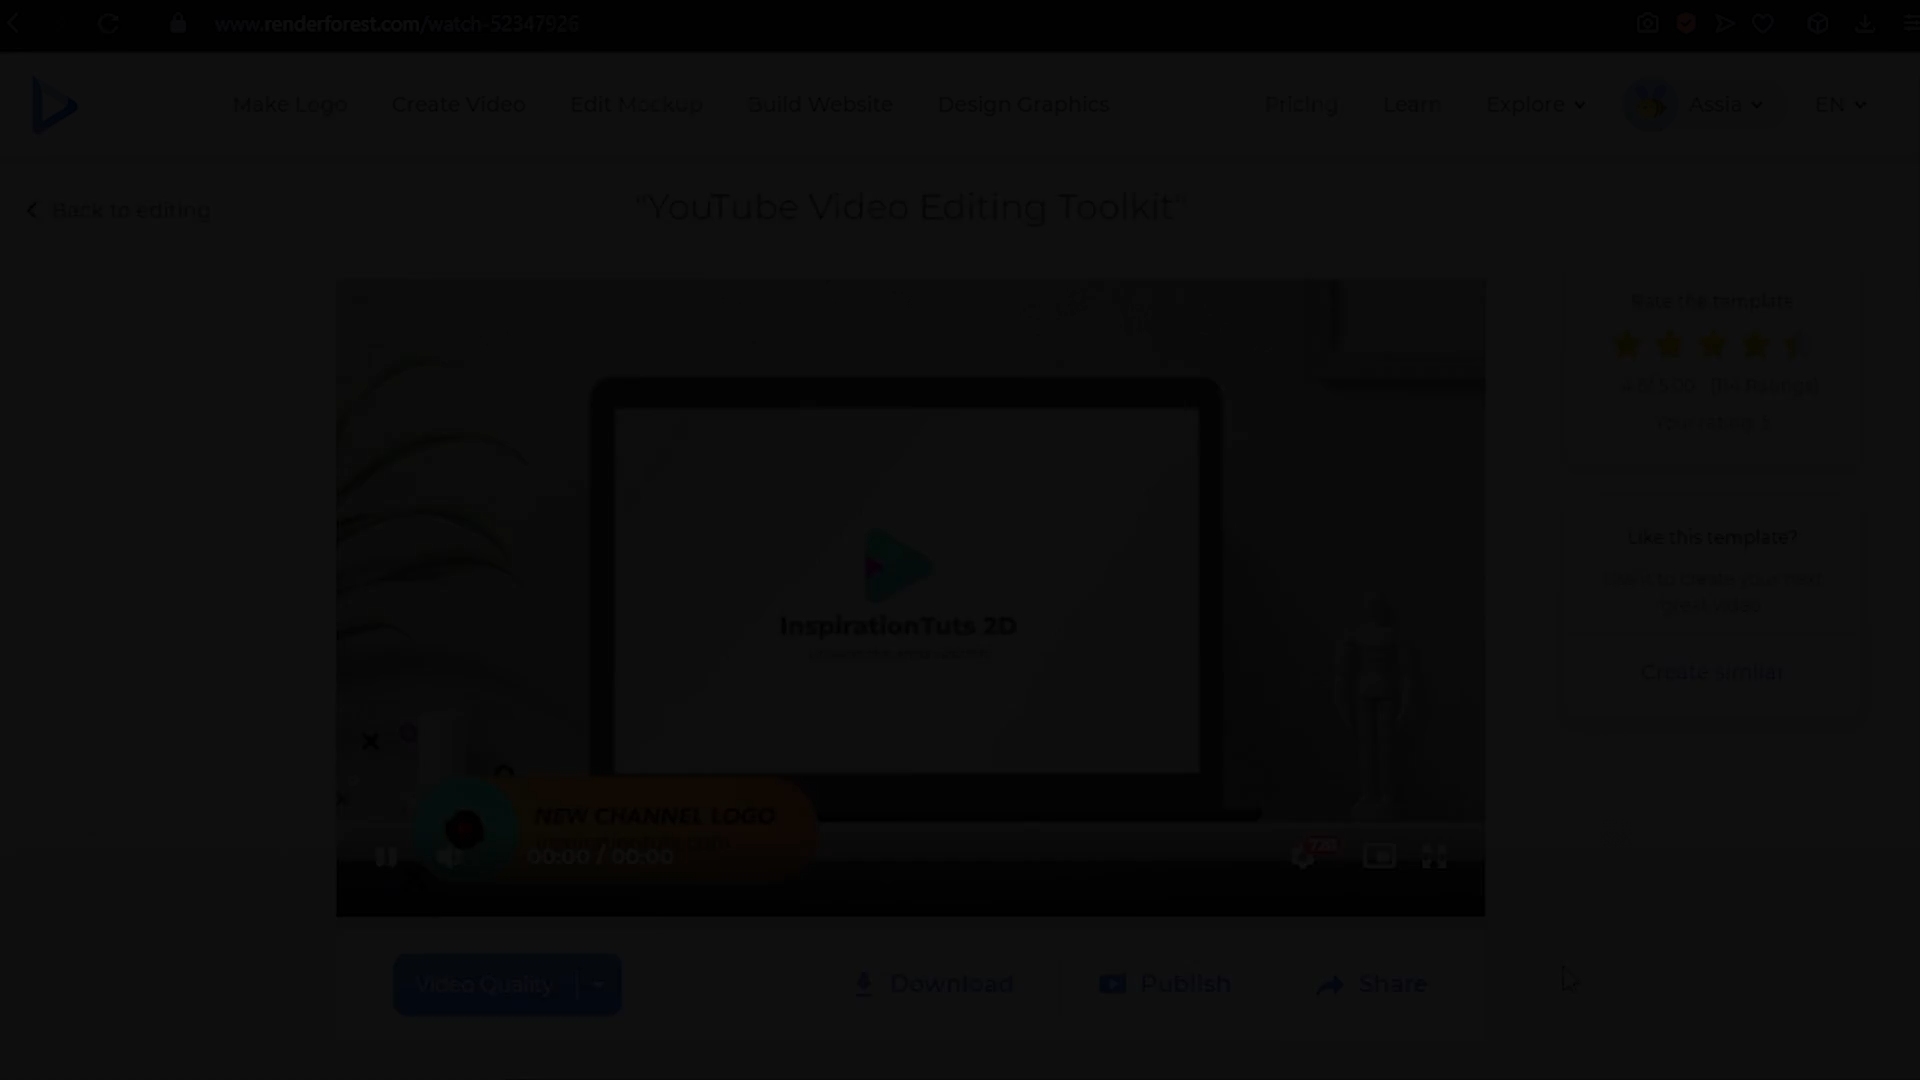 www.renderforest.com/watch-52347926
Make Logo
Create Video
Edit Mockup
Build Website
Design Graphics
Pricing
Learn
Explore
Assia
EN
Back to editing
"YouTube Video Editing Toolkit"
Rate the template
InspirationTuts 2D
Like this template?
Create similar
NEW CHANNEL LOGO
00:00 / 00:00
720
Video Quality
Download
Publish
Share